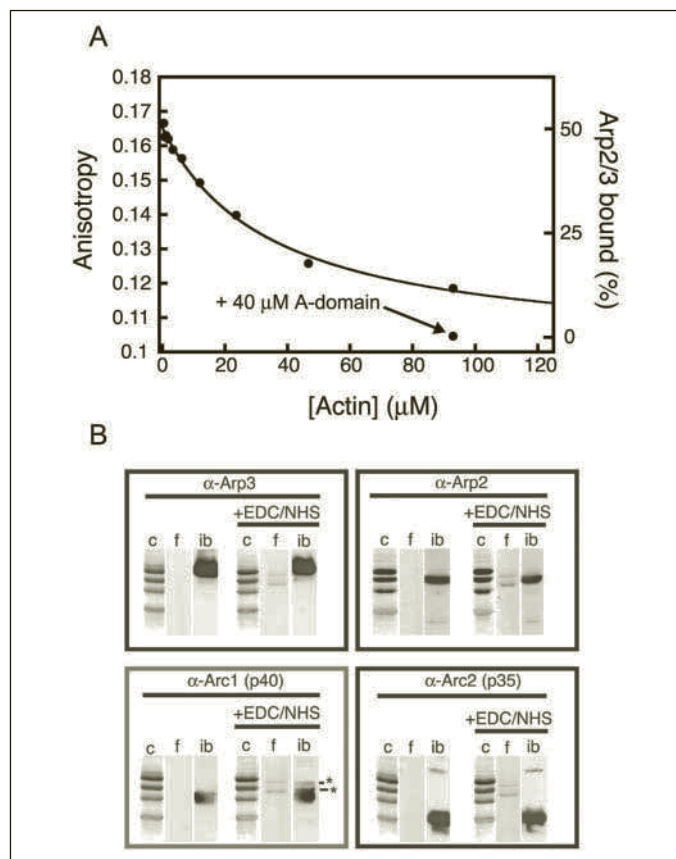 A
0.18
0.17
0.16
0.15
0.14
0.13
0.12
0.11
0.1
Anisotropy
50
25
0
Arp2/3 bound (%)
+ 40 μM A-domain
0 20 40 60 80 100 120
[Actin] (μM)
B
α-Arp3
+EDC/NHS
c f ib c f ib
α-Arp2
+EDC/NHS
c f ib c f ib
α-Arc1 (p40)
+EDC/NHS
c f ib c f ib
*
*
α-Arc2 (p35)
+EDC/NHS
c f ib c f ib